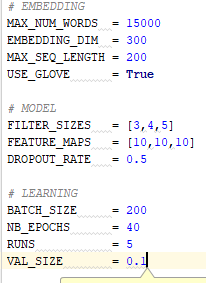 # EMBEDDING
MAX_NUM_WORDS = 15000
EMBEDDING_DIM = 300
MAX_SEQ_LENGTH = 200
USE_GLOVE = True
# MODEL
FILTER_SIZES = [3,4,5]
FEATURE_MAPS = [10,10,10]
DROPOUT_RATE = 0.5
# LEARNING
BATCH_SIZE = 200
NB_EPOCHS = 40
RUNS = 5
VAL_SIZE = 0.1